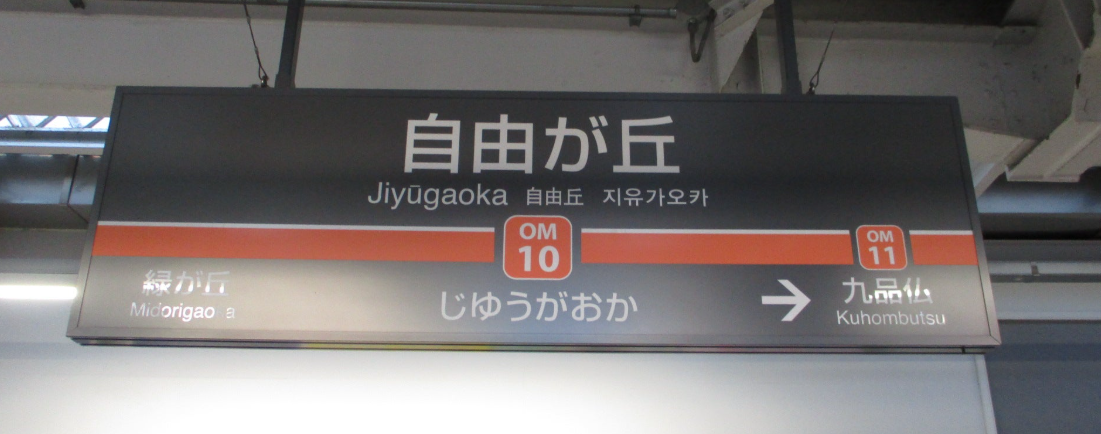 自由が丘
Jiyūgaoka 自由丘 지유가오카
OM 10
OM 11
緑が丘
じゆうがおか
→ 九品仏
Midorigao a
Kuhombutsu